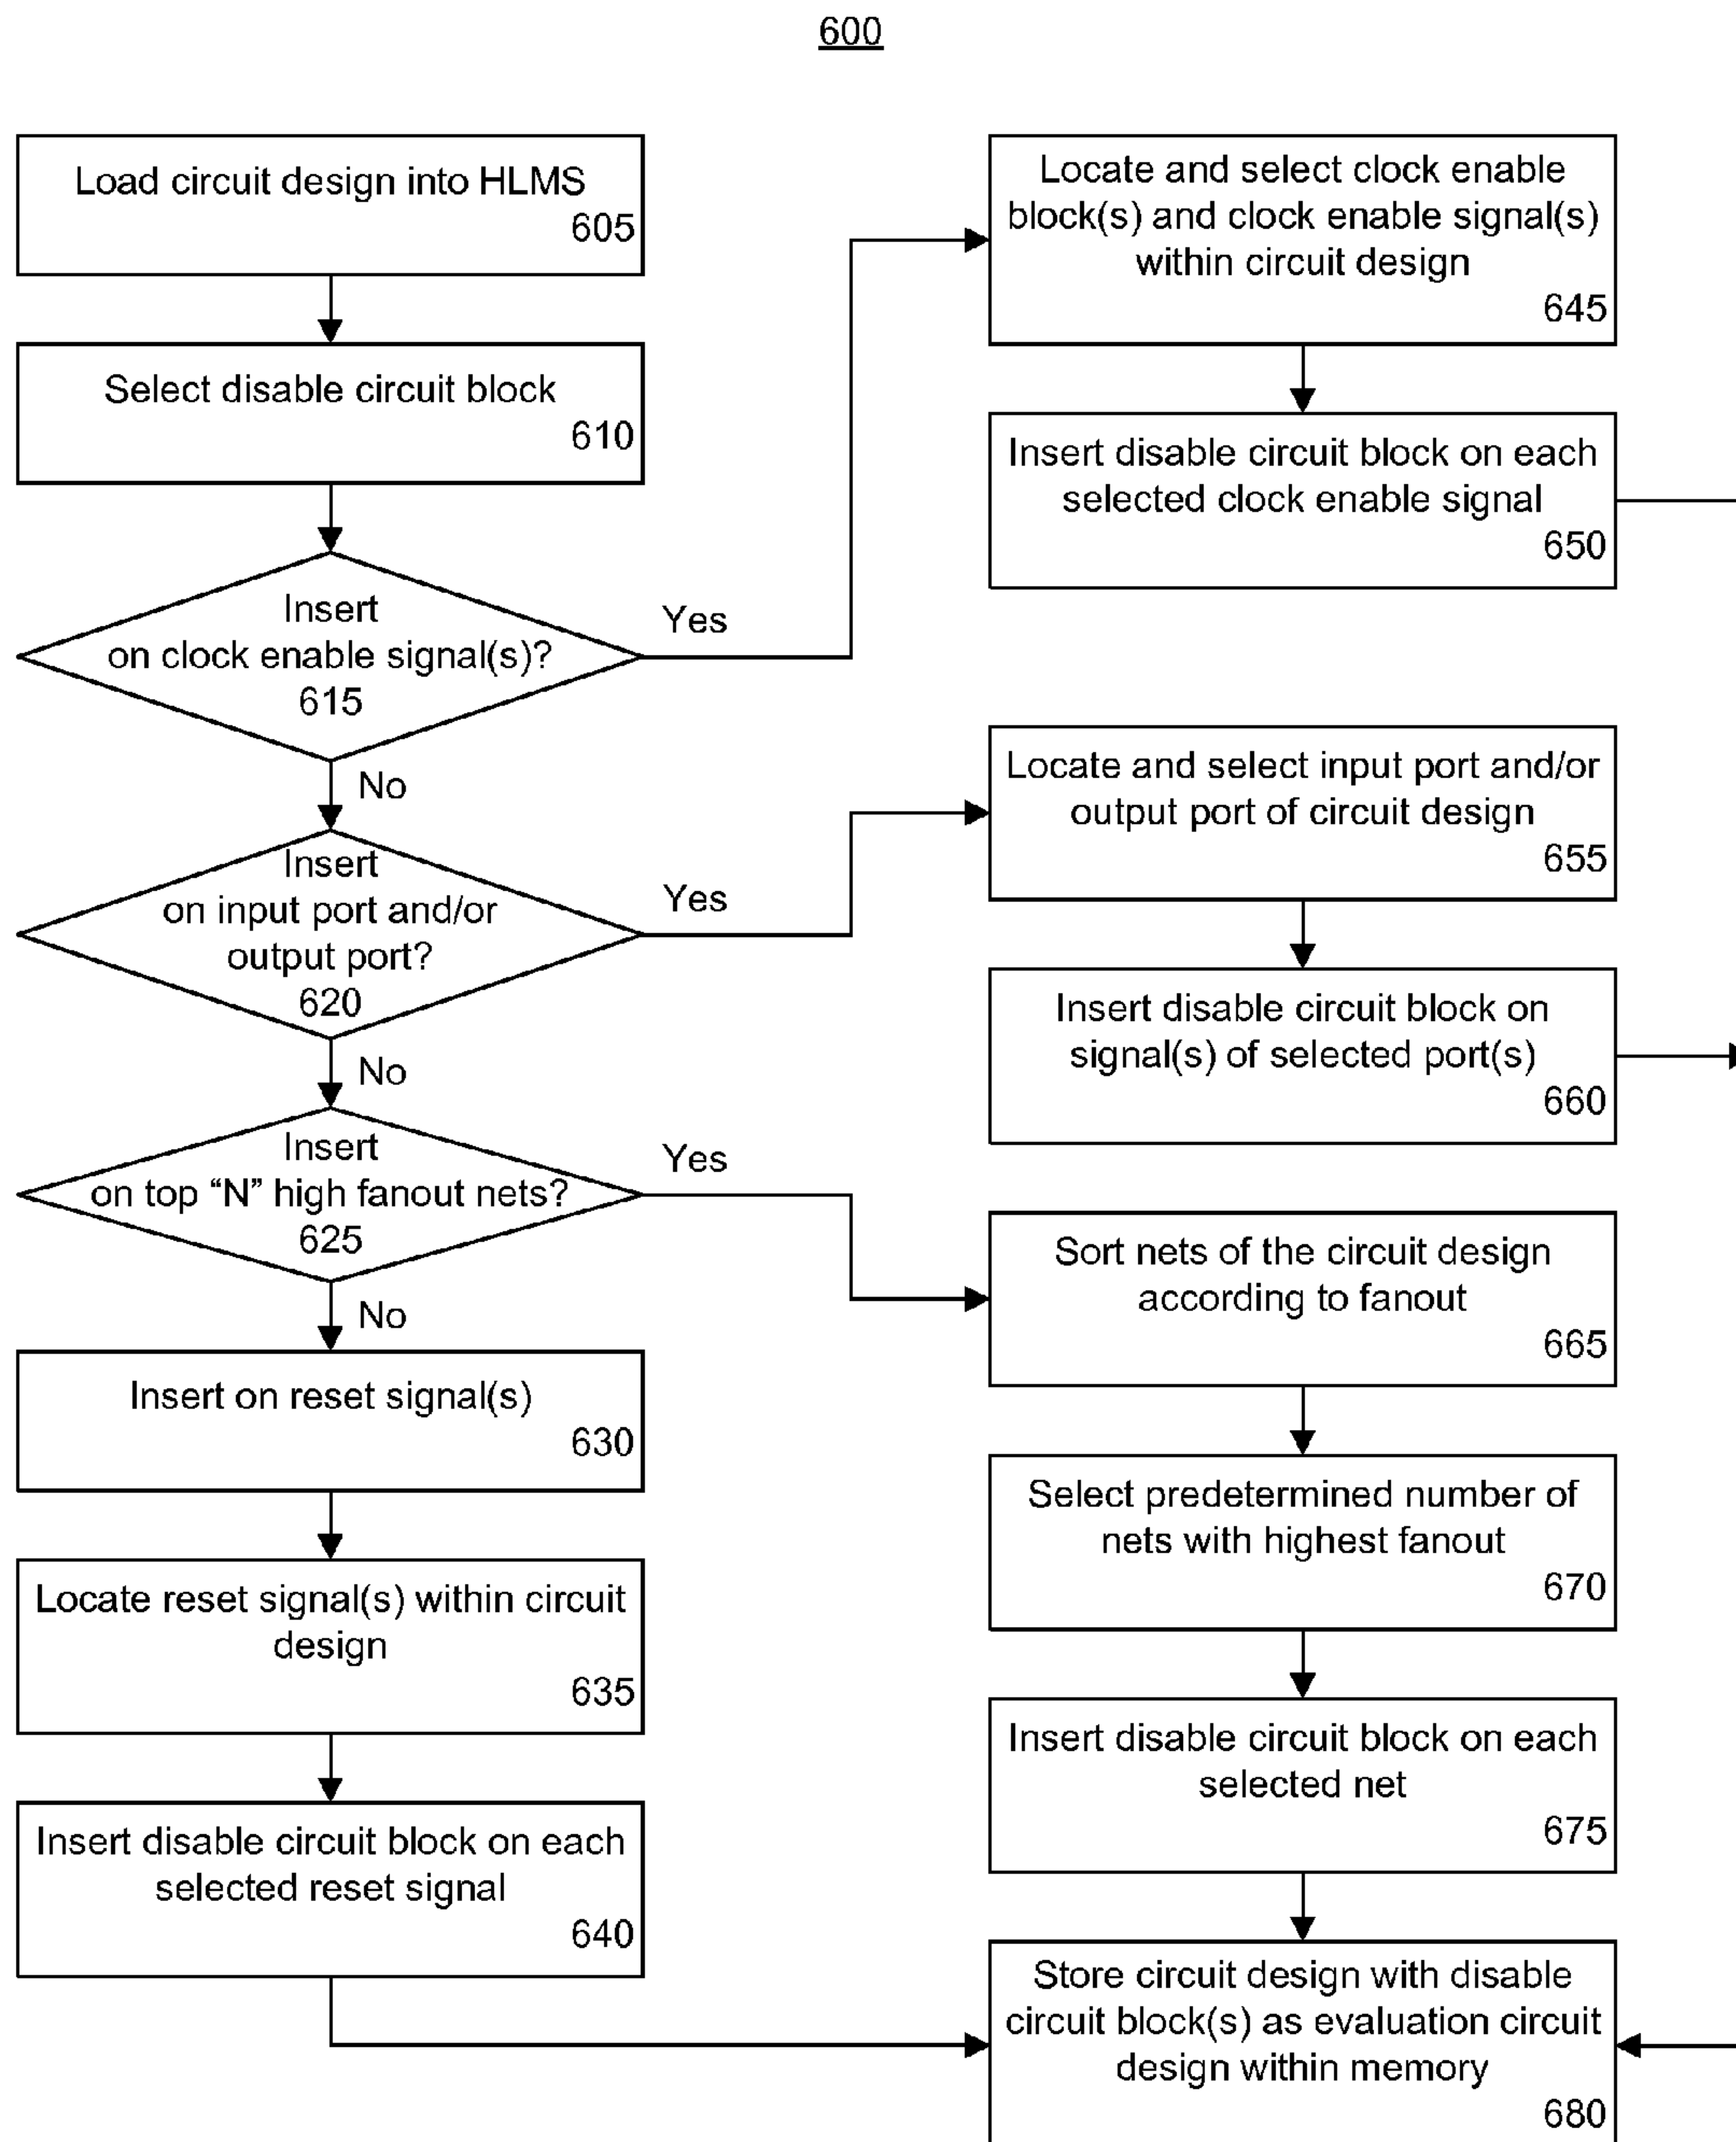 600
Load circuit design into HLMS
605
Select disable circuit block
610
Insert
on clock enable signal(s)?
615
Yes
No
Insert
on input port and/or
output port?
620
Yes
No
Insert
on top “N” high fanout nets?
625
Yes
No
Insert on reset signal(s)
630
Locate reset signal(s) within circuit
design
635
Insert disable circuit block on each
selected reset signal
640
Locate and select clock enable
block(s) and clock enable signal(s)
within circuit design
645
Insert disable circuit block on each
selected clock enable signal
650
Locate and select input port and/or
output port of circuit design
655
Insert disable circuit block on
signal(s) of selected port(s)
660
Sort nets of the circuit design
according to fanout
665
Select predetermined number of
nets with highest fanout
670
Insert disable circuit block on each
selected net
675
Store circuit design with disable
circuit block(s) as evaluation circuit
design within memory
680